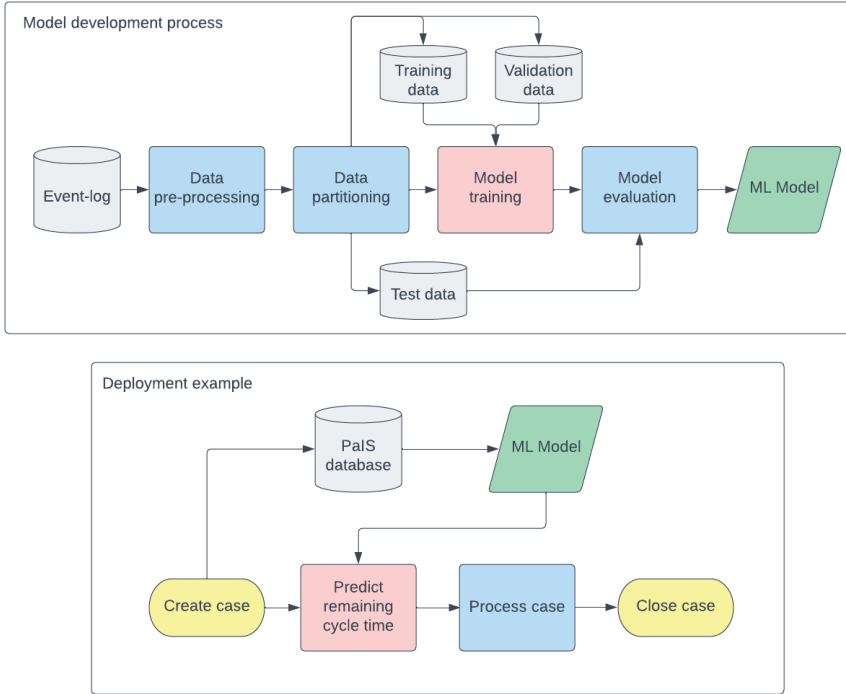 Model development process
Training
data
Validation
data
Event-log
Data
pre-processing
Data
partitioning
Model
training
Model
evaluation
ML Model
Test data
Deployment example
PaIS
database
ML Model
Create case
Predict
remaining
cycle time
Process case
Close case